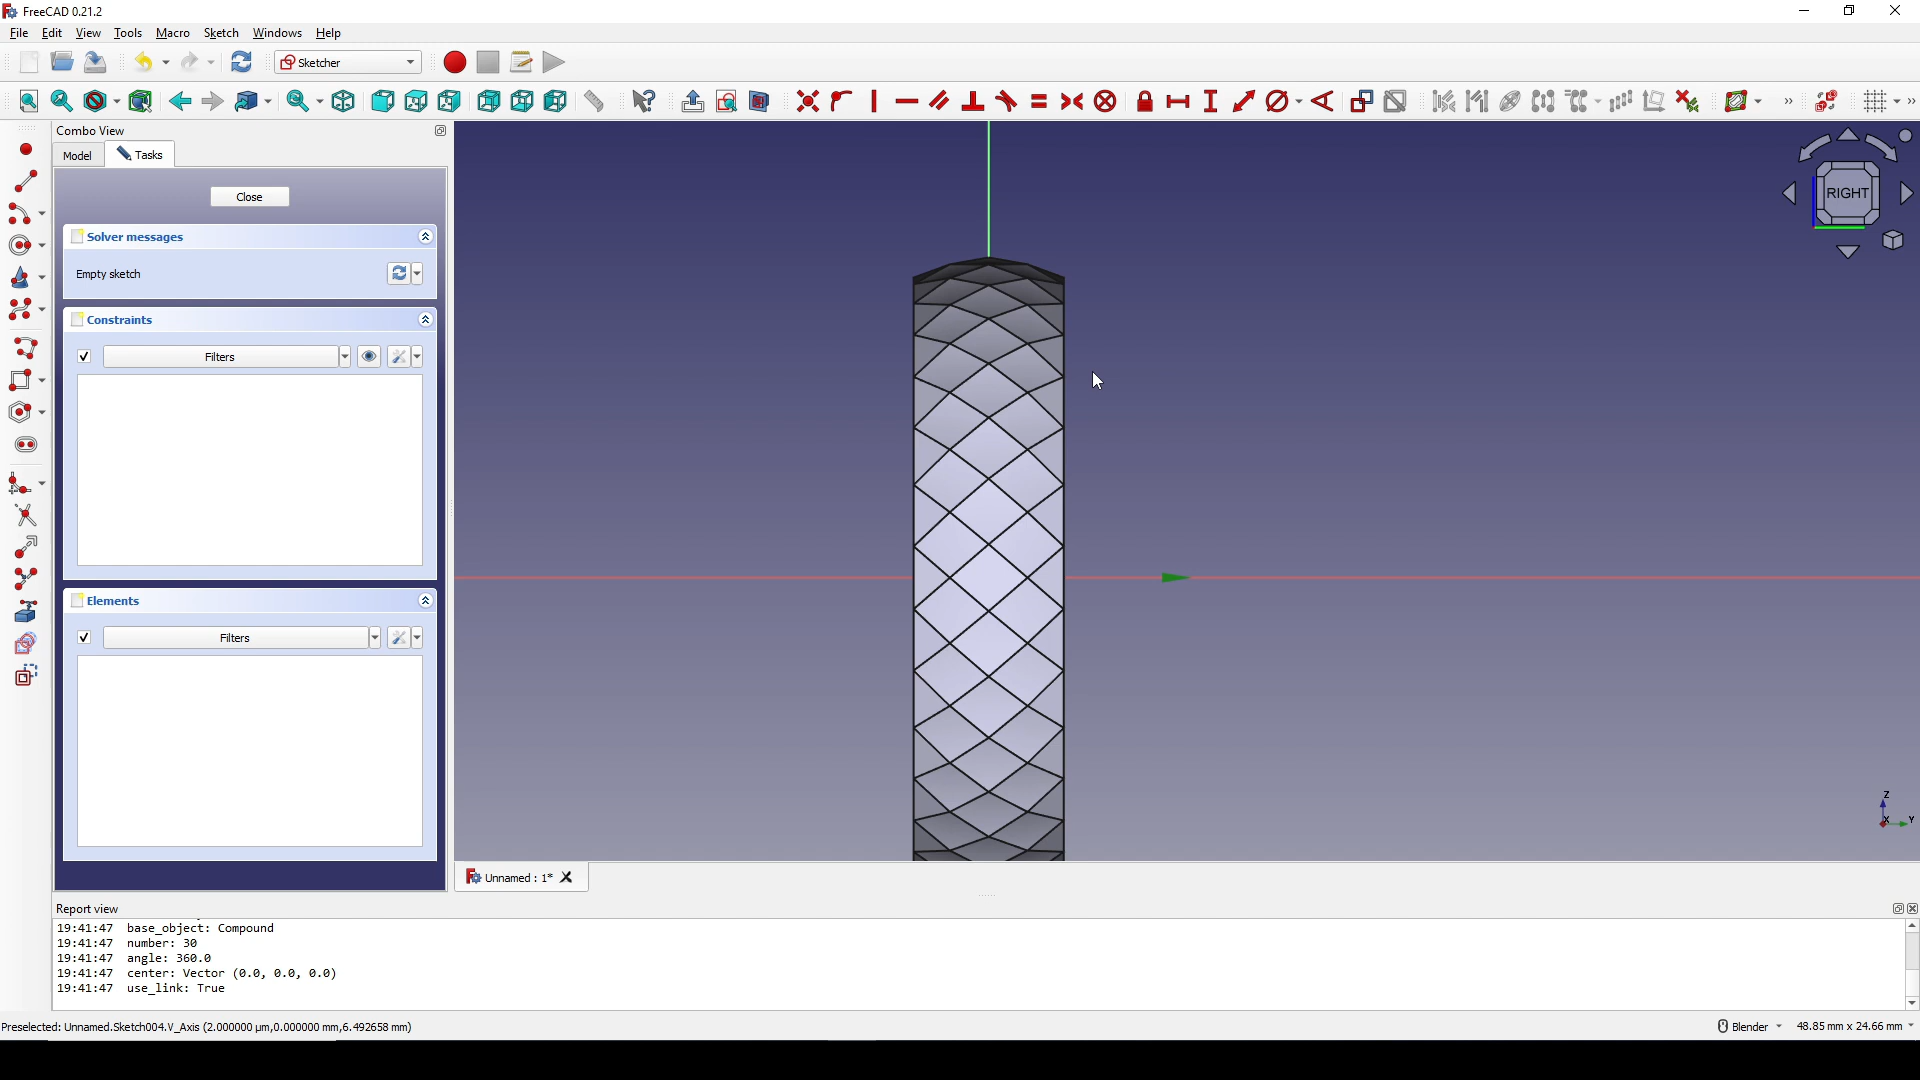 FreeCAD 0.21.2
File Edit View Tools Macro Sketch Windows Help
Sketcher
» »
Combo View
Model Tasks
Close
Solver messages
Empty sketch
Constraints
Filters
Elements
Filters
RIGHT
Z
X Y
Unnamed : 1*
Report view
19:41:47 base_object: Compound
19:41:47 number: 30
19:41:47 angle: 360.0
19:41:47 center: Vector (0.0, 0.0, 0.0)
19:41:47 use_link: True
Preselected: Unnamed.Sketch004.V_Axis (2.000000 µm,0.000000 mm,6.492658 mm)
Blender 48.85 mm x 24.66 mm